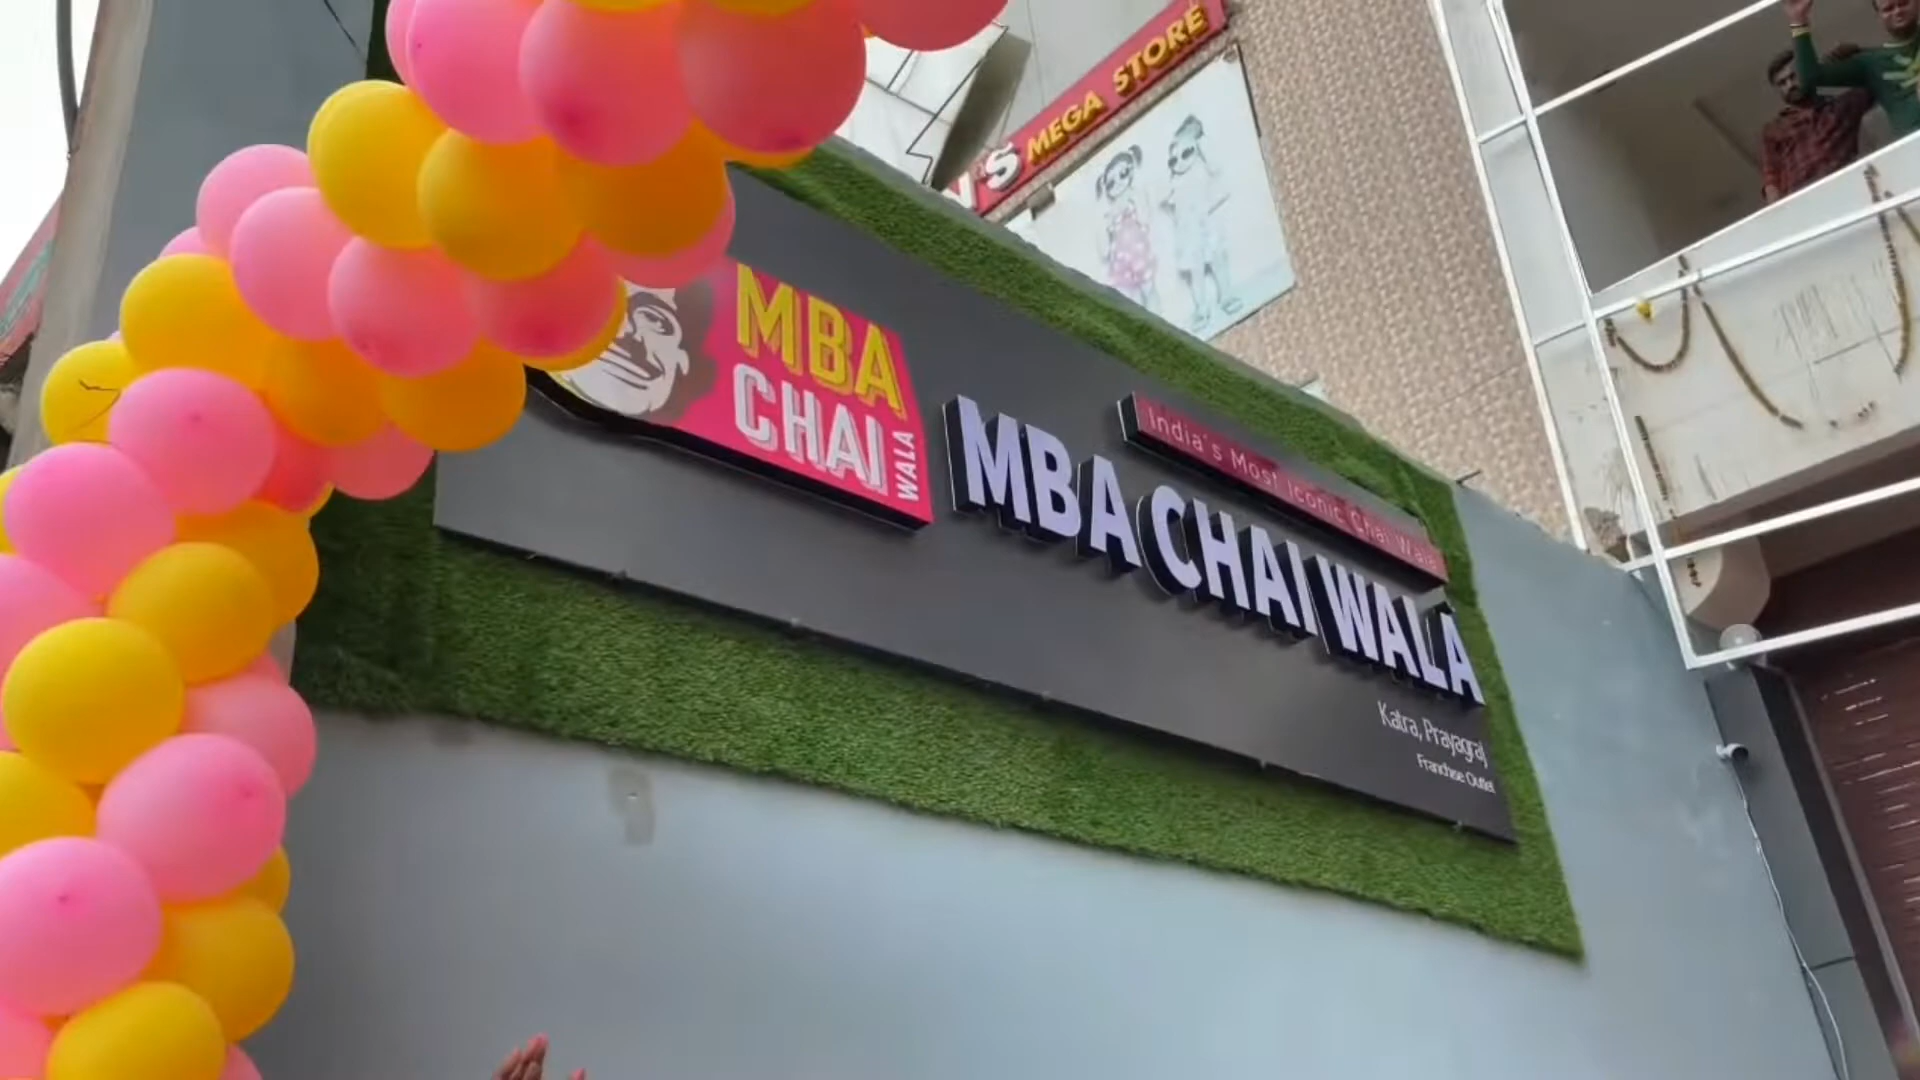 'S MEGA STORE
MBA
CHAI
WALA
India's Most Iconic Chai Wala
MBA CHAI WALA
Katra, Prayagraj
Franchise Outlet